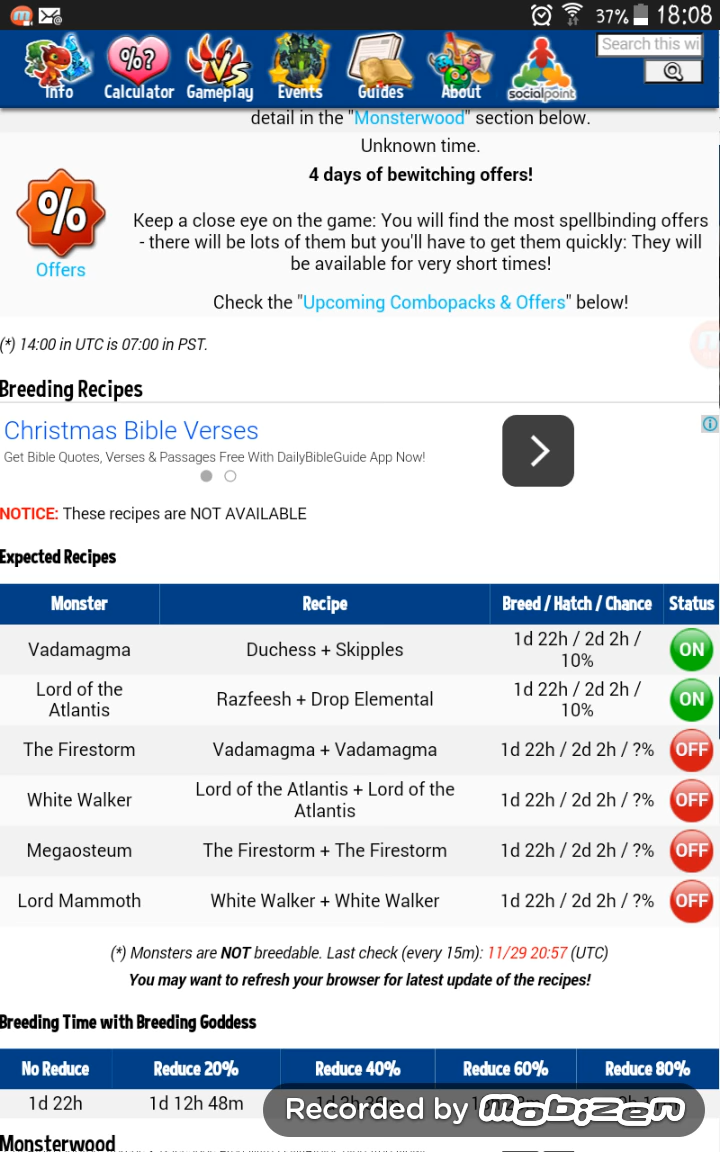 37% 18:08
%?
VS
Info Calculator Gameplay Events Guides About socialpoint
Search this wi
detail in the "Monsterwood" section below.
Unknown time.
4 days of bewitching offers!
%
Offers
Keep a close eye on the game: You will find the most spellbinding offers
- there will be lots of them but you'll have to get them quickly: They will
be available for very short times!
Check the "Upcoming Combopacks & Offers" below!
(*) 14:00 in UTC is 07:00 in PST.
Breeding Recipes
Christmas Bible Verses
Get Bible Quotes, Verses & Passages Free With DailyBibleGuide App Now!
NOTICE: These recipes are NOT AVAILABLE
Expected Recipes
Monster Recipe Breed / Hatch / Chance Status
Vadamagma Duchess + Skipples 1d 22h / 2d 2h /
10% ON
Lord of the
Atlantis Razfeesh + Drop Elemental 1d 22h / 2d 2h /
10% ON
The Firestorm Vadamagma + Vadamagma 1d 22h / 2d 2h / ?% OFF
White Walker Lord of the Atlantis + Lord of the
Atlantis 1d 22h / 2d 2h / ?% OFF
Megaosteum The Firestorm + The Firestorm 1d 22h / 2d 2h / ?% OFF
Lord Mammoth White Walker + White Walker 1d 22h / 2d 2h / ?% OFF
(*) Monsters are NOT breedable. Last check (every 15m): 11/29 20:57 (UTC)
You may want to refresh your browser for latest update of the recipes!
Breeding Time with Breeding Goddess
No Reduce Reduce 20% Reduce 40% Reduce 60% Reduce 80%
1d 22h 1d 12h 48m
Recorded by Mobizen
Monsterwood